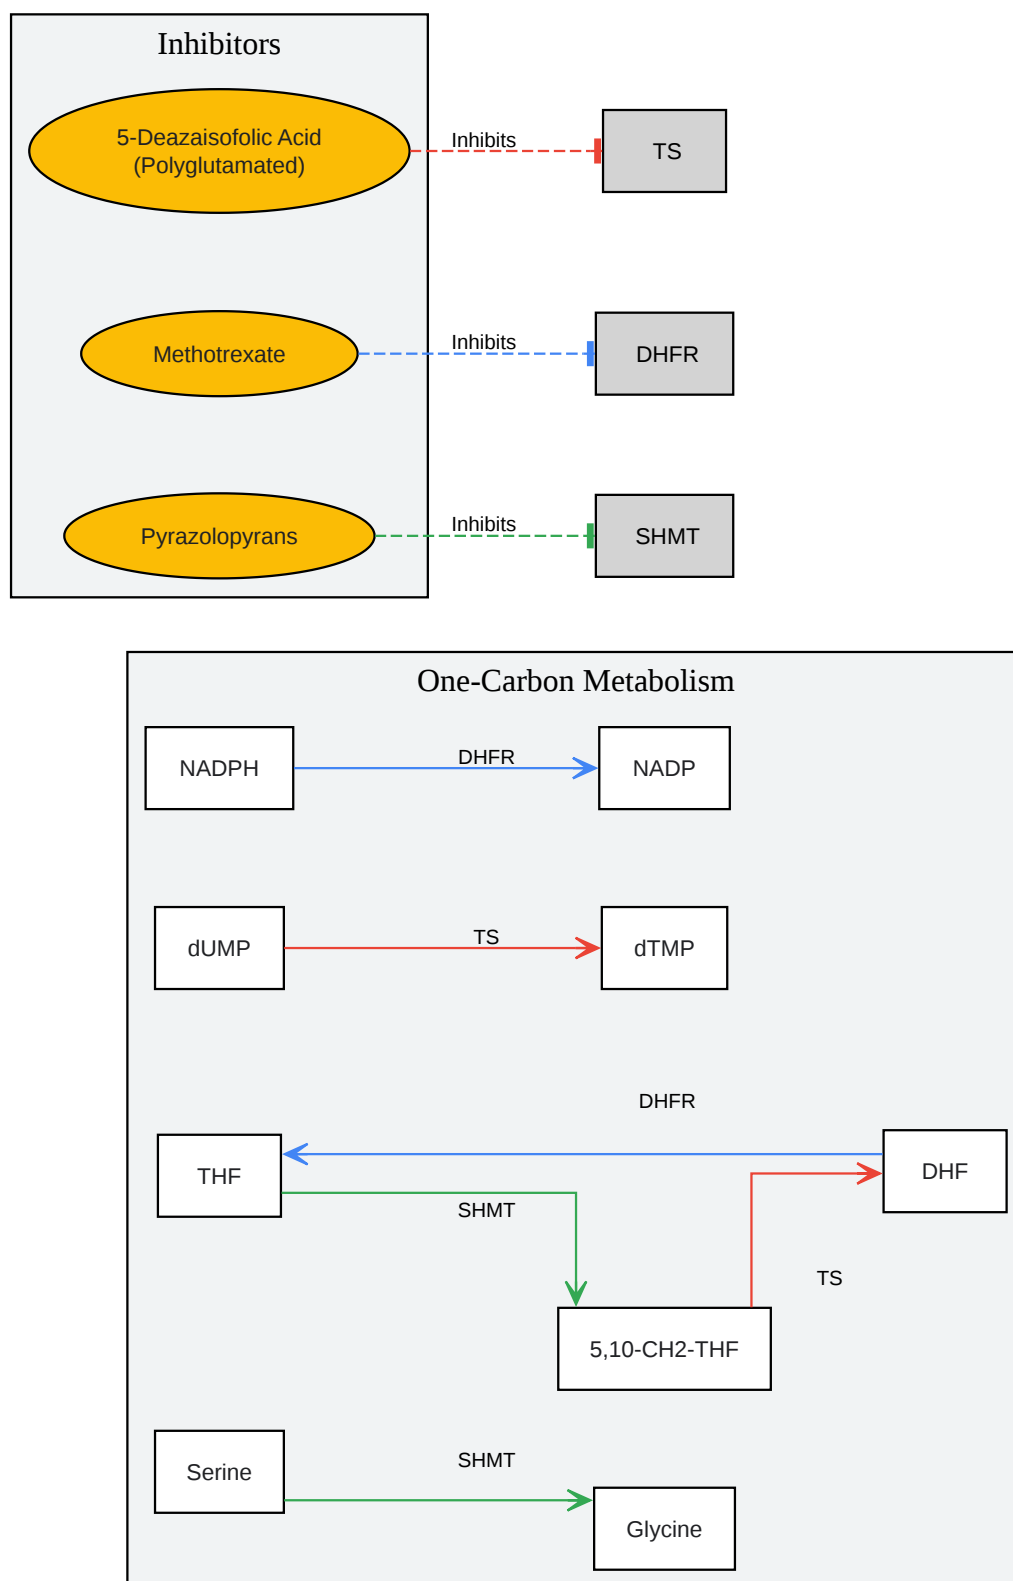 Inhibitors
5-Deazaisofolic Acid
(Polyglutamated)
Inhibits
TS
Methotrexate
Inhibits
DHFR
Pyrazolopyrans
Inhibits
SHMT
One-Carbon Metabolism
NADPH
DHFR
NADP
dUMP
TS
dTMP
DHFR
THF
DHF
SHMT
TS
5,10-CH2-THF
Serine
SHMT
Glycine